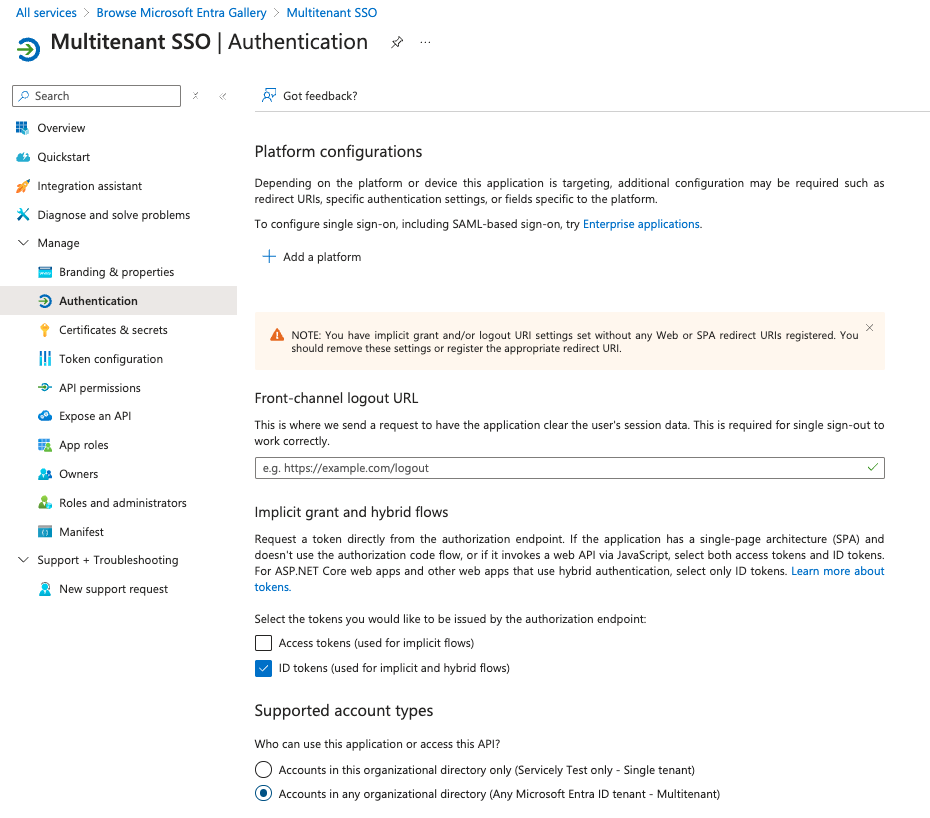 All services > Browse Microsoft Entra Gallery > Multitenant SSO
Multitenant SSO | Authentication
Search
Got feedback?
Overview
Quickstart
Integration assistant
Diagnose and solve problems
Manage
Branding & properties
Authentication
Certificates & secrets
Token configuration
API permissions
Expose an API
App roles
Owners
Roles and administrators
Manifest
Support + Troubleshooting
New support request
Platform configurations
Depending on the platform or device this application is targeting, additional configuration may be required such as
redirect URIs, specific authentication settings, or fields specific to the platform.
To configure single sign-on, including SAML-based sign-on, try Enterprise applications.
Add a platform
NOTE: You have implicit grant and/or logout URI settings set without any Web or SPA redirect URIs registered. You
should remove these settings or register the appropriate redirect URI.
Front-channel logout URL
This is where we send a request to have the application clear the user's session data. This is required for single sign-out to
work correctly.
e.g. https://example.com/logout
Implicit grant and hybrid flows
Request a token directly from the authorization endpoint. If the application has a single-page architecture (SPA) and
doesn't use the authorization code flow, or if it invokes a web API via JavaScript, select both access tokens and ID tokens.
For ASP.NET Core web apps and other web apps that use hybrid authentication, select only ID tokens. Learn more about
tokens.
Select the tokens you would like to be issued by the authorization endpoint:
Access tokens (used for implicit flows)
ID tokens (used for implicit and hybrid flows)
Supported account types
Who can use this application or access this API?
Accounts in this organizational directory only (Servicely Test only - Single tenant)
Accounts in any organizational directory (Any Microsoft Entra ID tenant - Multitenant)